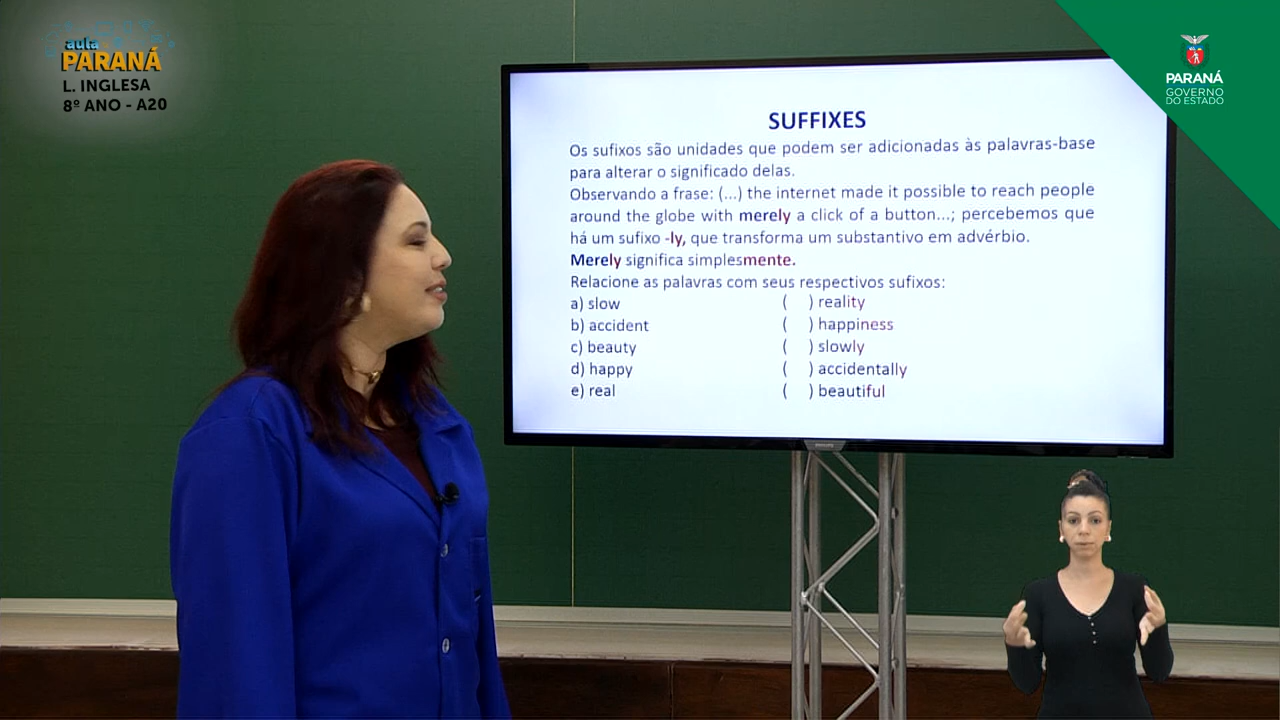 aula
PARANÁ
L. INGLESA
8º ANO - A20
PARANÁ
GOVERNO
DO ESTADO
SUFFIXES
Os sufixos são unidades que podem ser adicionadas às palavras-base
para alterar o significado delas.
Observando a frase: (...) the internet made it possible to reach people
around the globe with merely a click of a button...; percebemos que
há um sufixo -ly, que transforma um substantivo em advérbio.
Merely significa simplesmente.
Relacione as palavras com seus respectivos sufixos:
a) slow ( ) reality
b) accident ( ) happiness
c) beauty ( ) slowly
d) happy ( ) accidentally
e) real ( ) beautiful